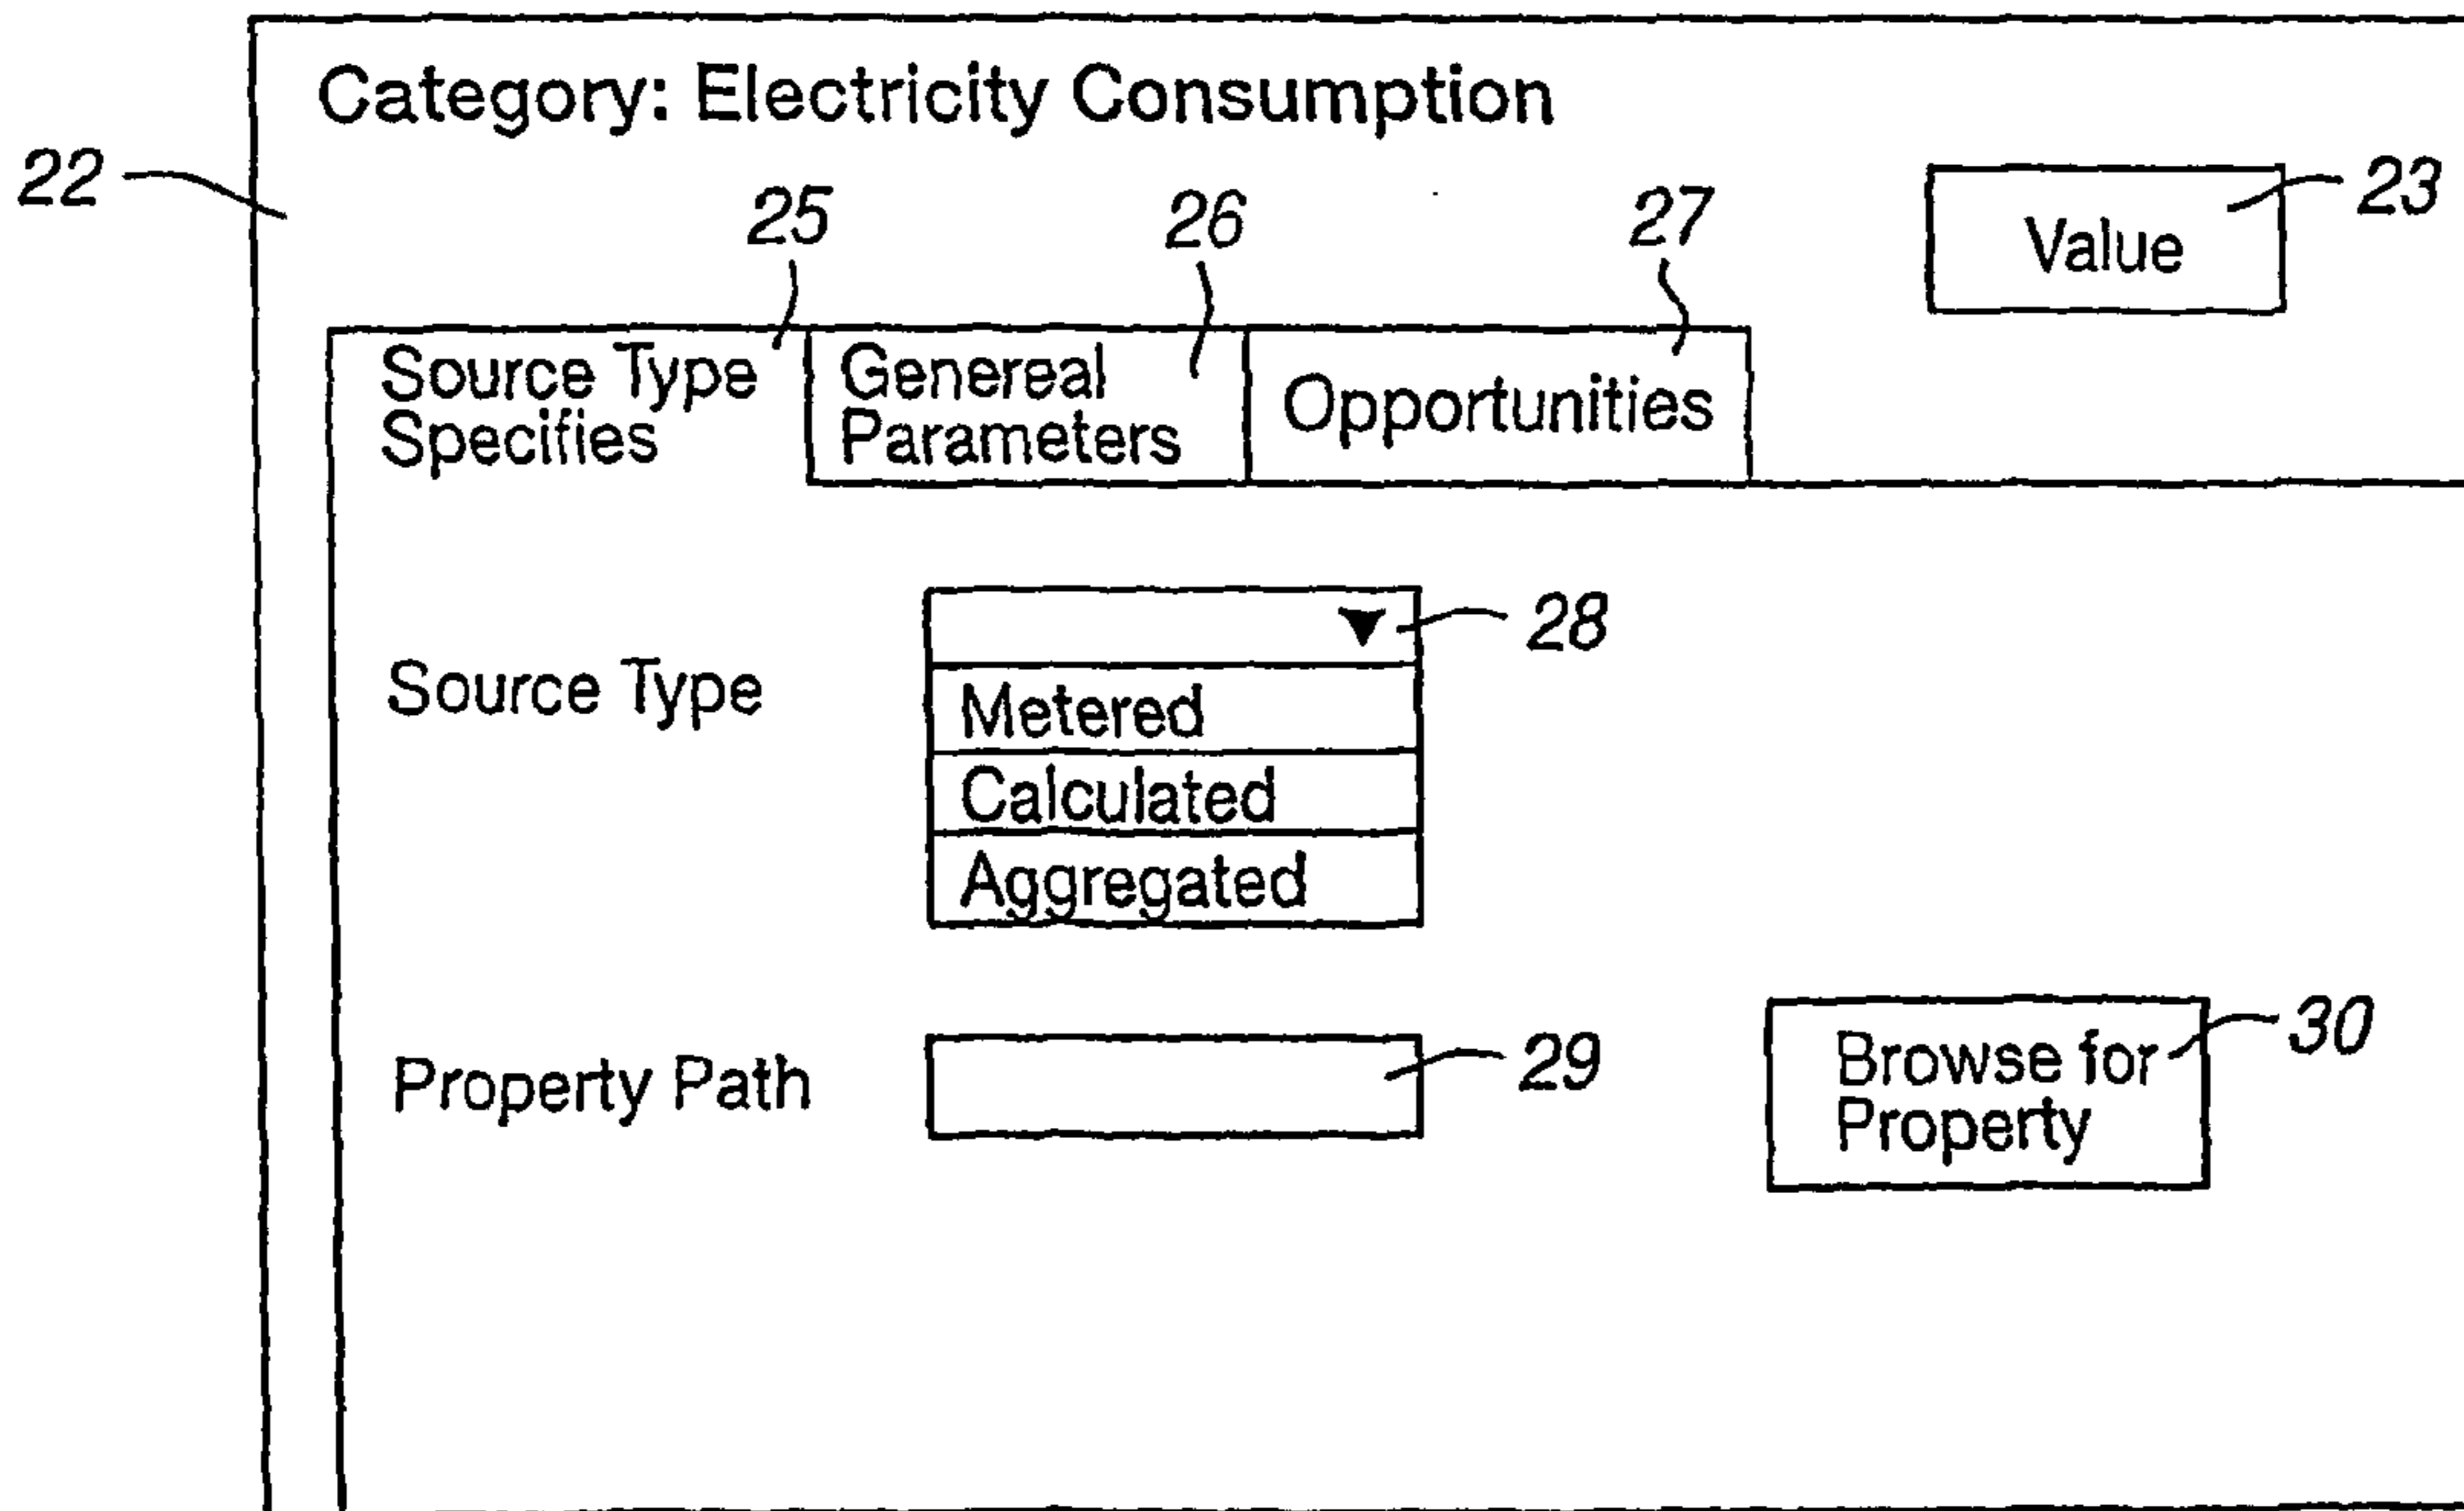 Category: Electricity Consumption
22
25
26
27
23
Value
Source Type
Specifies
Genereal
Parameters
Opportunities
28
Source Type
Metered
Calculated
Aggregated
Property Path
29
Browse for
Property
30